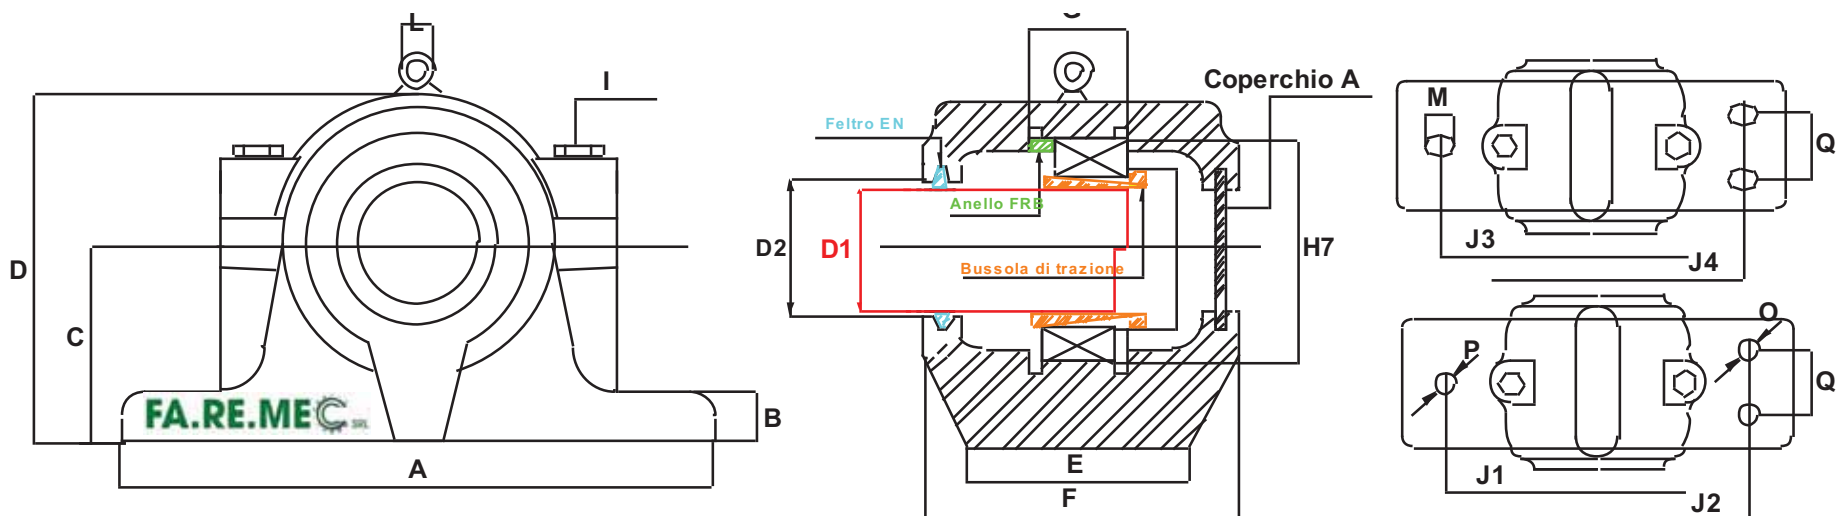 L
I
D
C
FA.RE.MEC SRL
B
A
G
Coperchio A
Feltro EN
Anello FRB
D2
D1
H7
Bussola di trazione
E
F
M
Q
J3
J4
O
P
Q
J1
J2